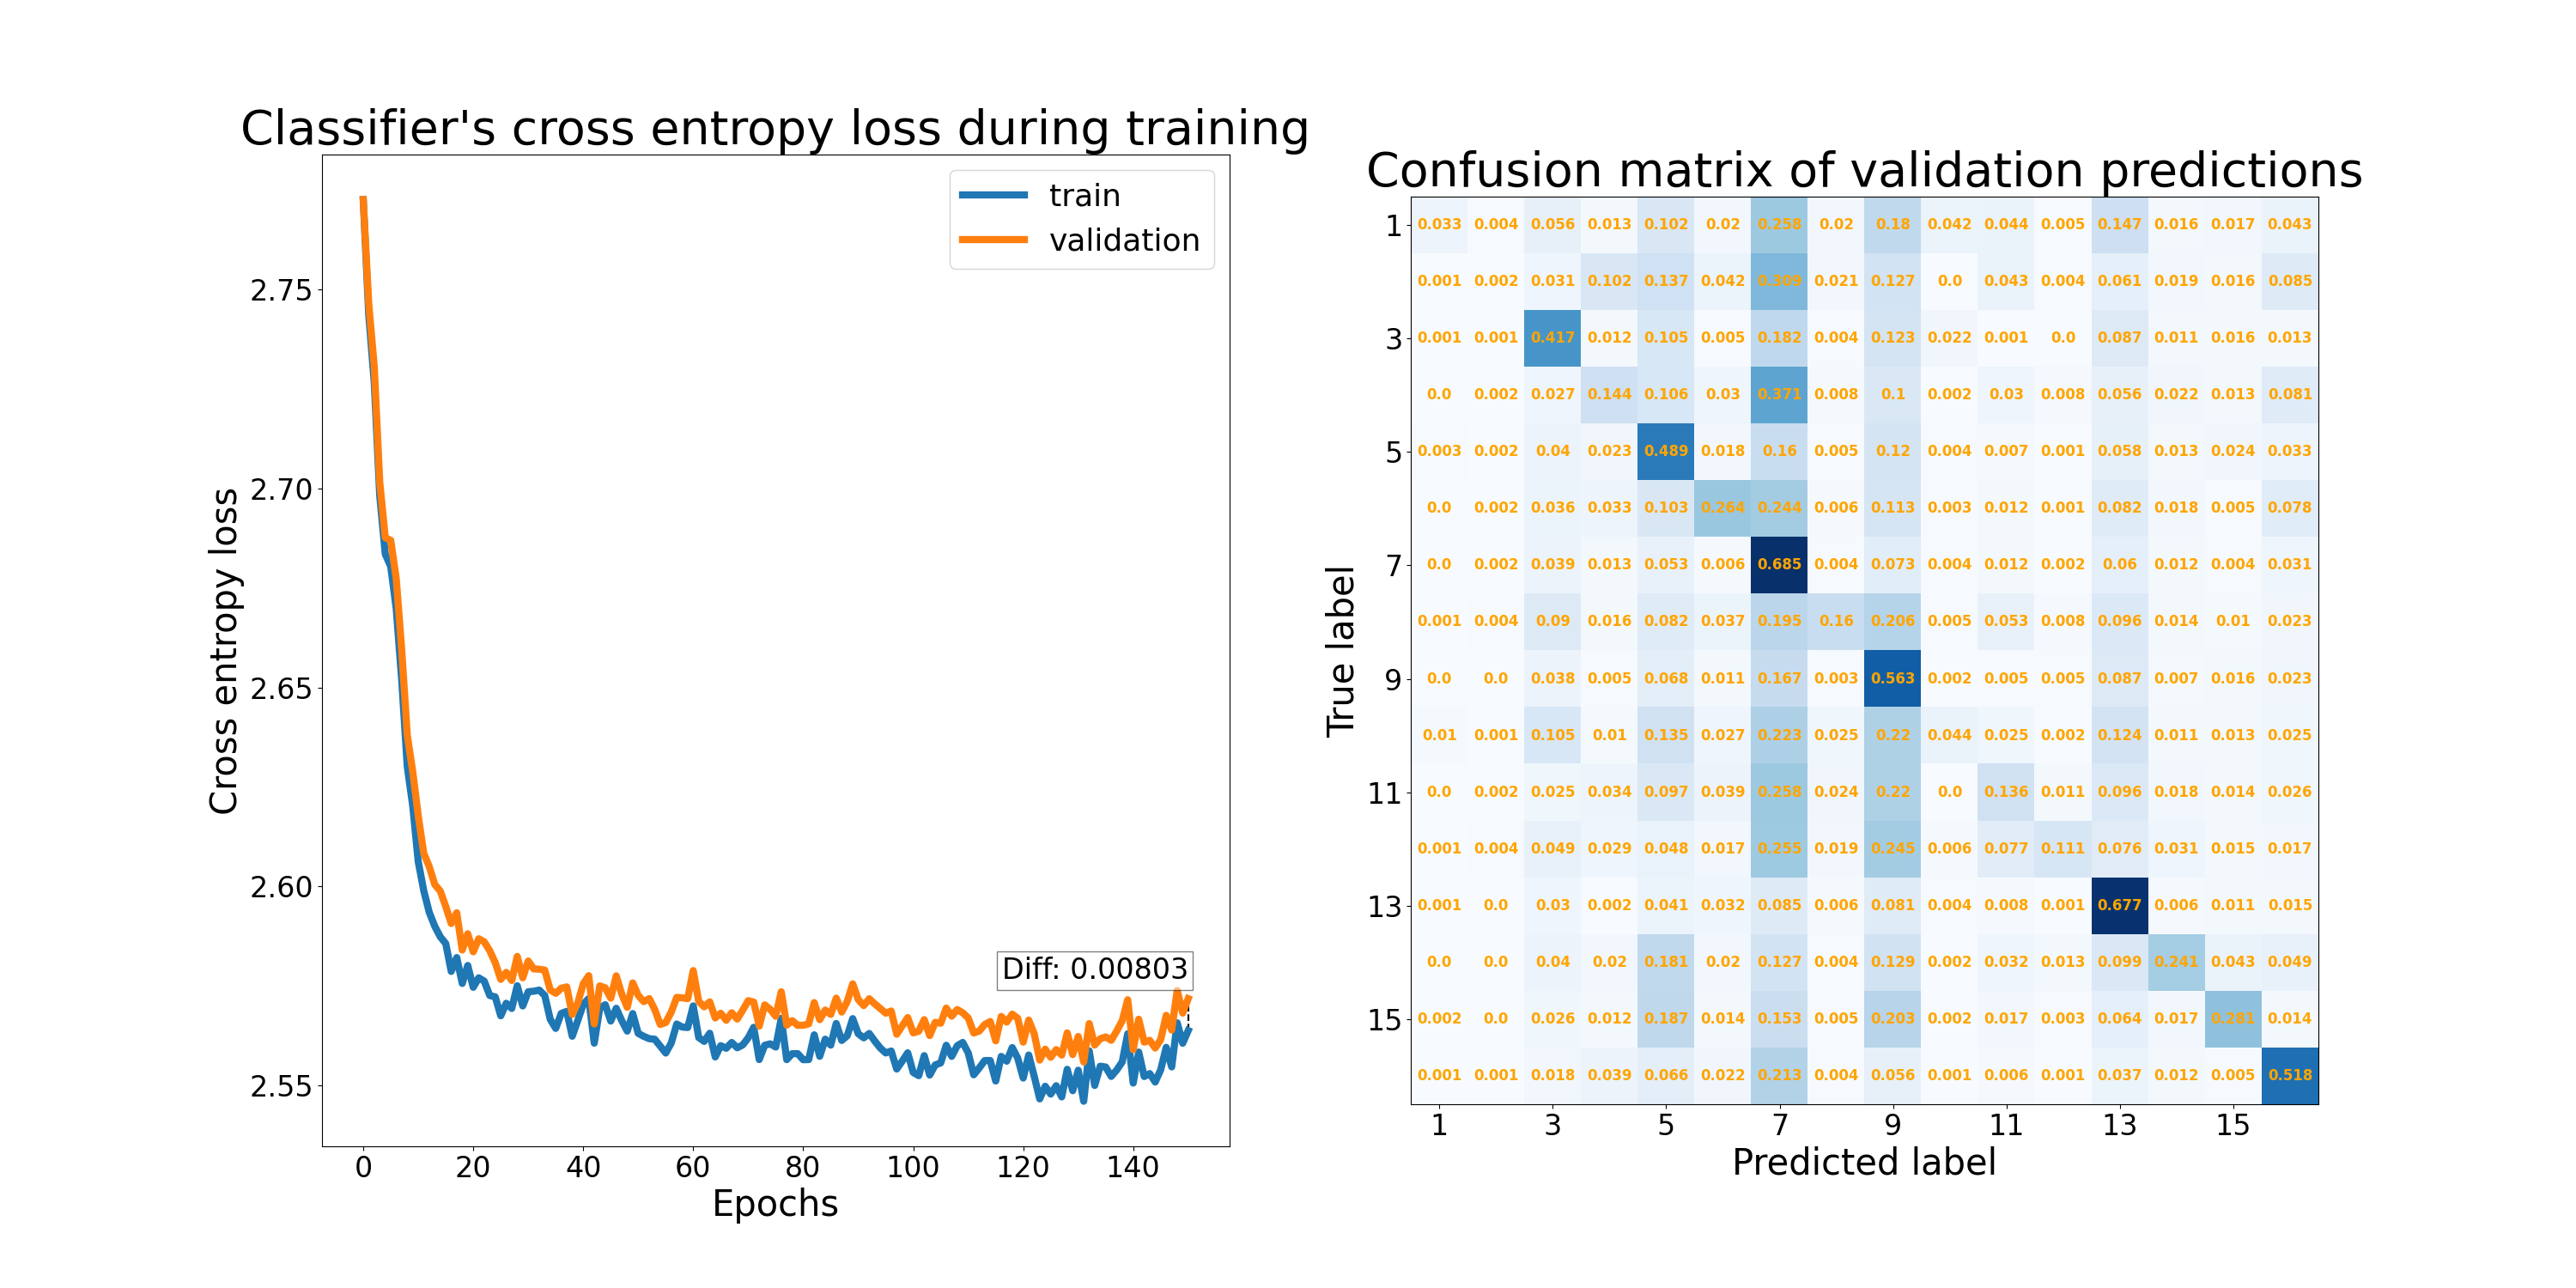 Classifier's cross entropy loss during training
train
validation
2.75
2.70
2.65
2.60
2.55
Cross entropy loss
Diff: 0.00803
0 20 40 60 80 100 120 140
Epochs
Confusion matrix of validation predictions
True label
1 0.033 0.004 0.056 0.013 0.102 0.02 0.258 0.02 0.18 0.042 0.044 0.005 0.147 0.016 0.017 0.043
0.001 0.002 0.031 0.102 0.137 0.042 0.309 0.021 0.127 0.0 0.043 0.004 0.061 0.019 0.016 0.085
3 0.001 0.001 0.417 0.012 0.105 0.005 0.182 0.004 0.123 0.022 0.001 0.0 0.087 0.011 0.016 0.013
0.0 0.002 0.027 0.144 0.106 0.03 0.371 0.008 0.1 0.002 0.03 0.008 0.056 0.022 0.013 0.081
5 0.003 0.002 0.04 0.023 0.489 0.018 0.16 0.005 0.12 0.004 0.007 0.001 0.058 0.013 0.024 0.033
0.0 0.002 0.036 0.033 0.103 0.264 0.244 0.006 0.113 0.003 0.012 0.001 0.082 0.018 0.005 0.078
7 0.0 0.002 0.039 0.013 0.053 0.006 0.685 0.004 0.073 0.004 0.012 0.002 0.06 0.012 0.004 0.031
0.001 0.004 0.09 0.016 0.082 0.037 0.195 0.16 0.206 0.005 0.053 0.008 0.096 0.014 0.01 0.023
9 0.0 0.0 0.038 0.005 0.068 0.011 0.167 0.003 0.563 0.002 0.005 0.005 0.087 0.007 0.016 0.023
0.01 0.001 0.105 0.01 0.135 0.027 0.223 0.025 0.22 0.044 0.025 0.002 0.124 0.011 0.013 0.025
11 0.0 0.002 0.025 0.034 0.097 0.039 0.258 0.024 0.22 0.0 0.136 0.011 0.096 0.018 0.014 0.026
0.001 0.004 0.049 0.029 0.048 0.017 0.255 0.019 0.245 0.006 0.077 0.111 0.076 0.031 0.015 0.017
13 0.001 0.0 0.03 0.002 0.041 0.032 0.085 0.006 0.081 0.004 0.008 0.001 0.677 0.006 0.011 0.015
0.0 0.0 0.04 0.02 0.181 0.02 0.127 0.004 0.129 0.002 0.032 0.013 0.099 0.241 0.043 0.049
15 0.002 0.0 0.026 0.012 0.187 0.014 0.153 0.005 0.203 0.002 0.017 0.003 0.064 0.017 0.281 0.014
0.001 0.001 0.018 0.039 0.066 0.022 0.213 0.004 0.056 0.001 0.006 0.001 0.037 0.012 0.005 0.518
1 3 5 7 9 11 13 15
Predicted label